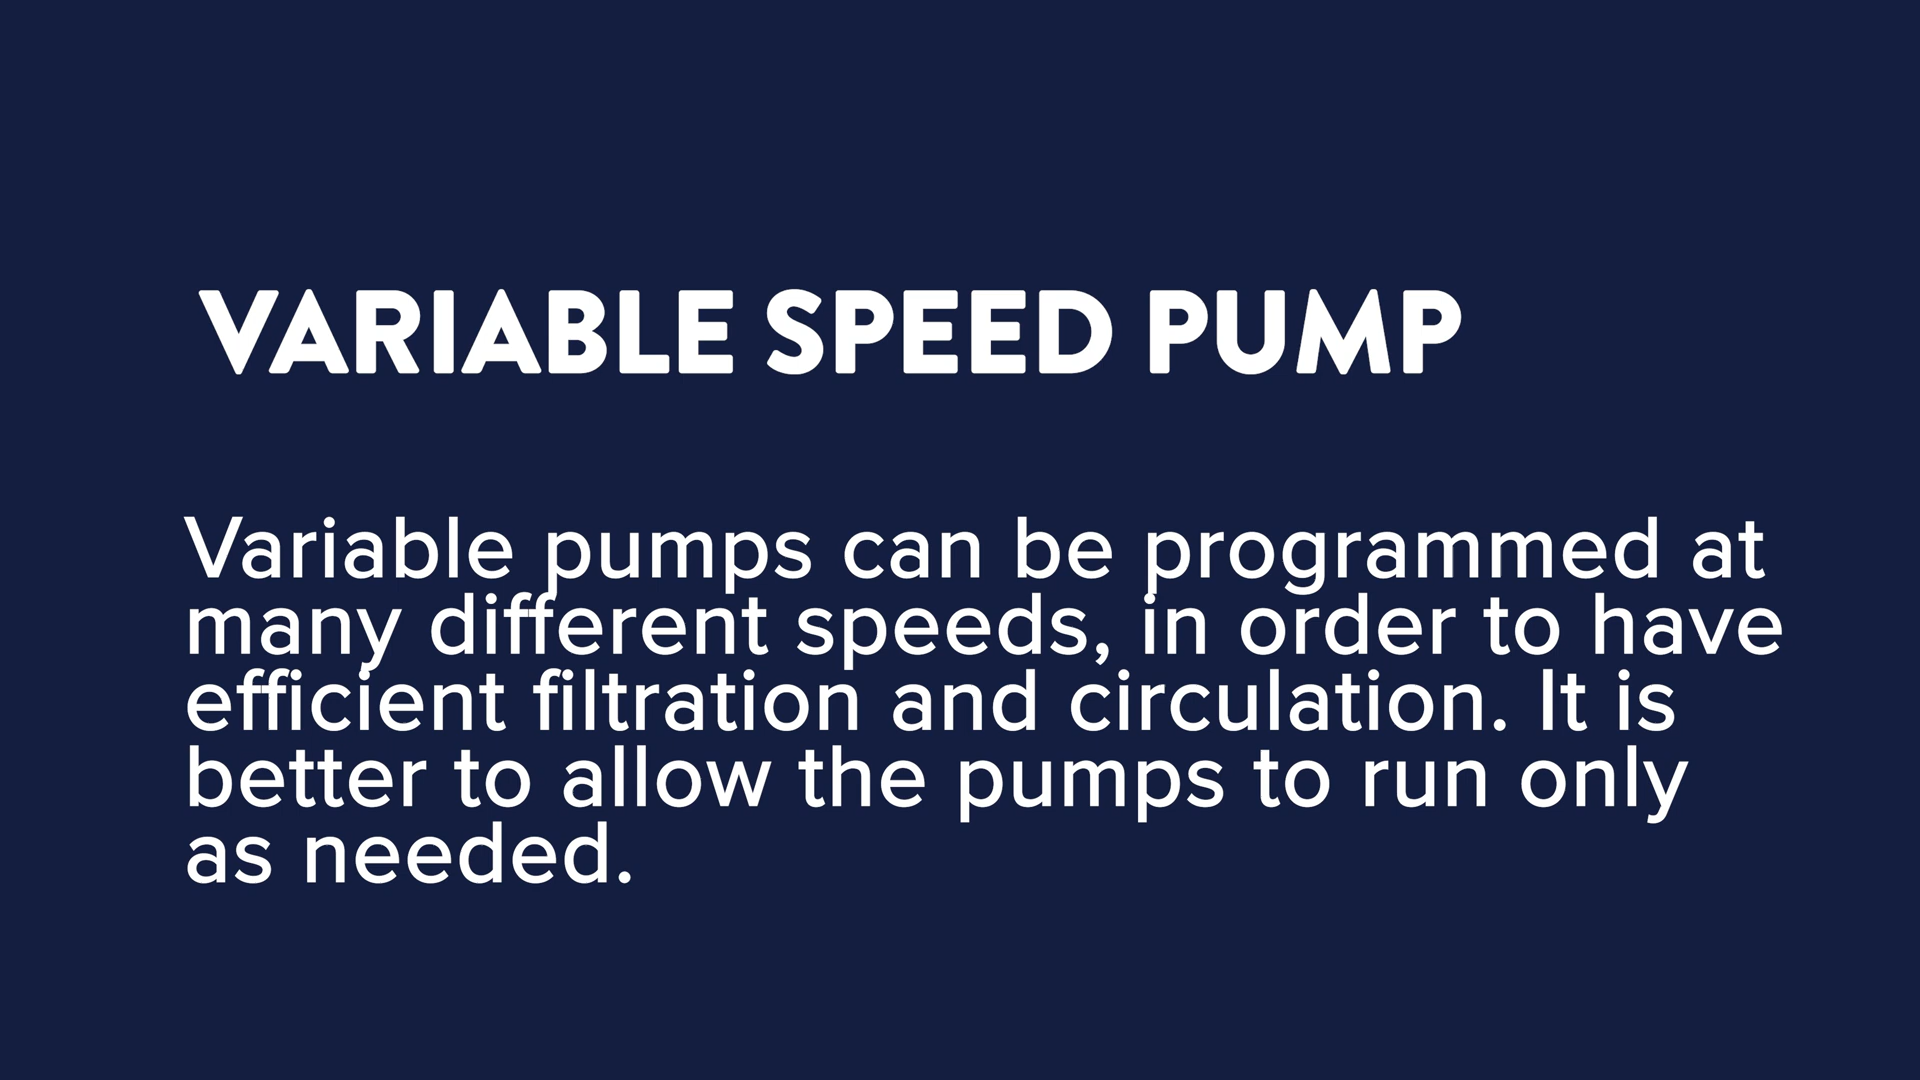 VARIABLE SPEED PUMP
Variable pumps can be programmed at
many different speeds, in order to have
efficient filtration and circulation. It is
better to allow the pumps to run only
as needed.